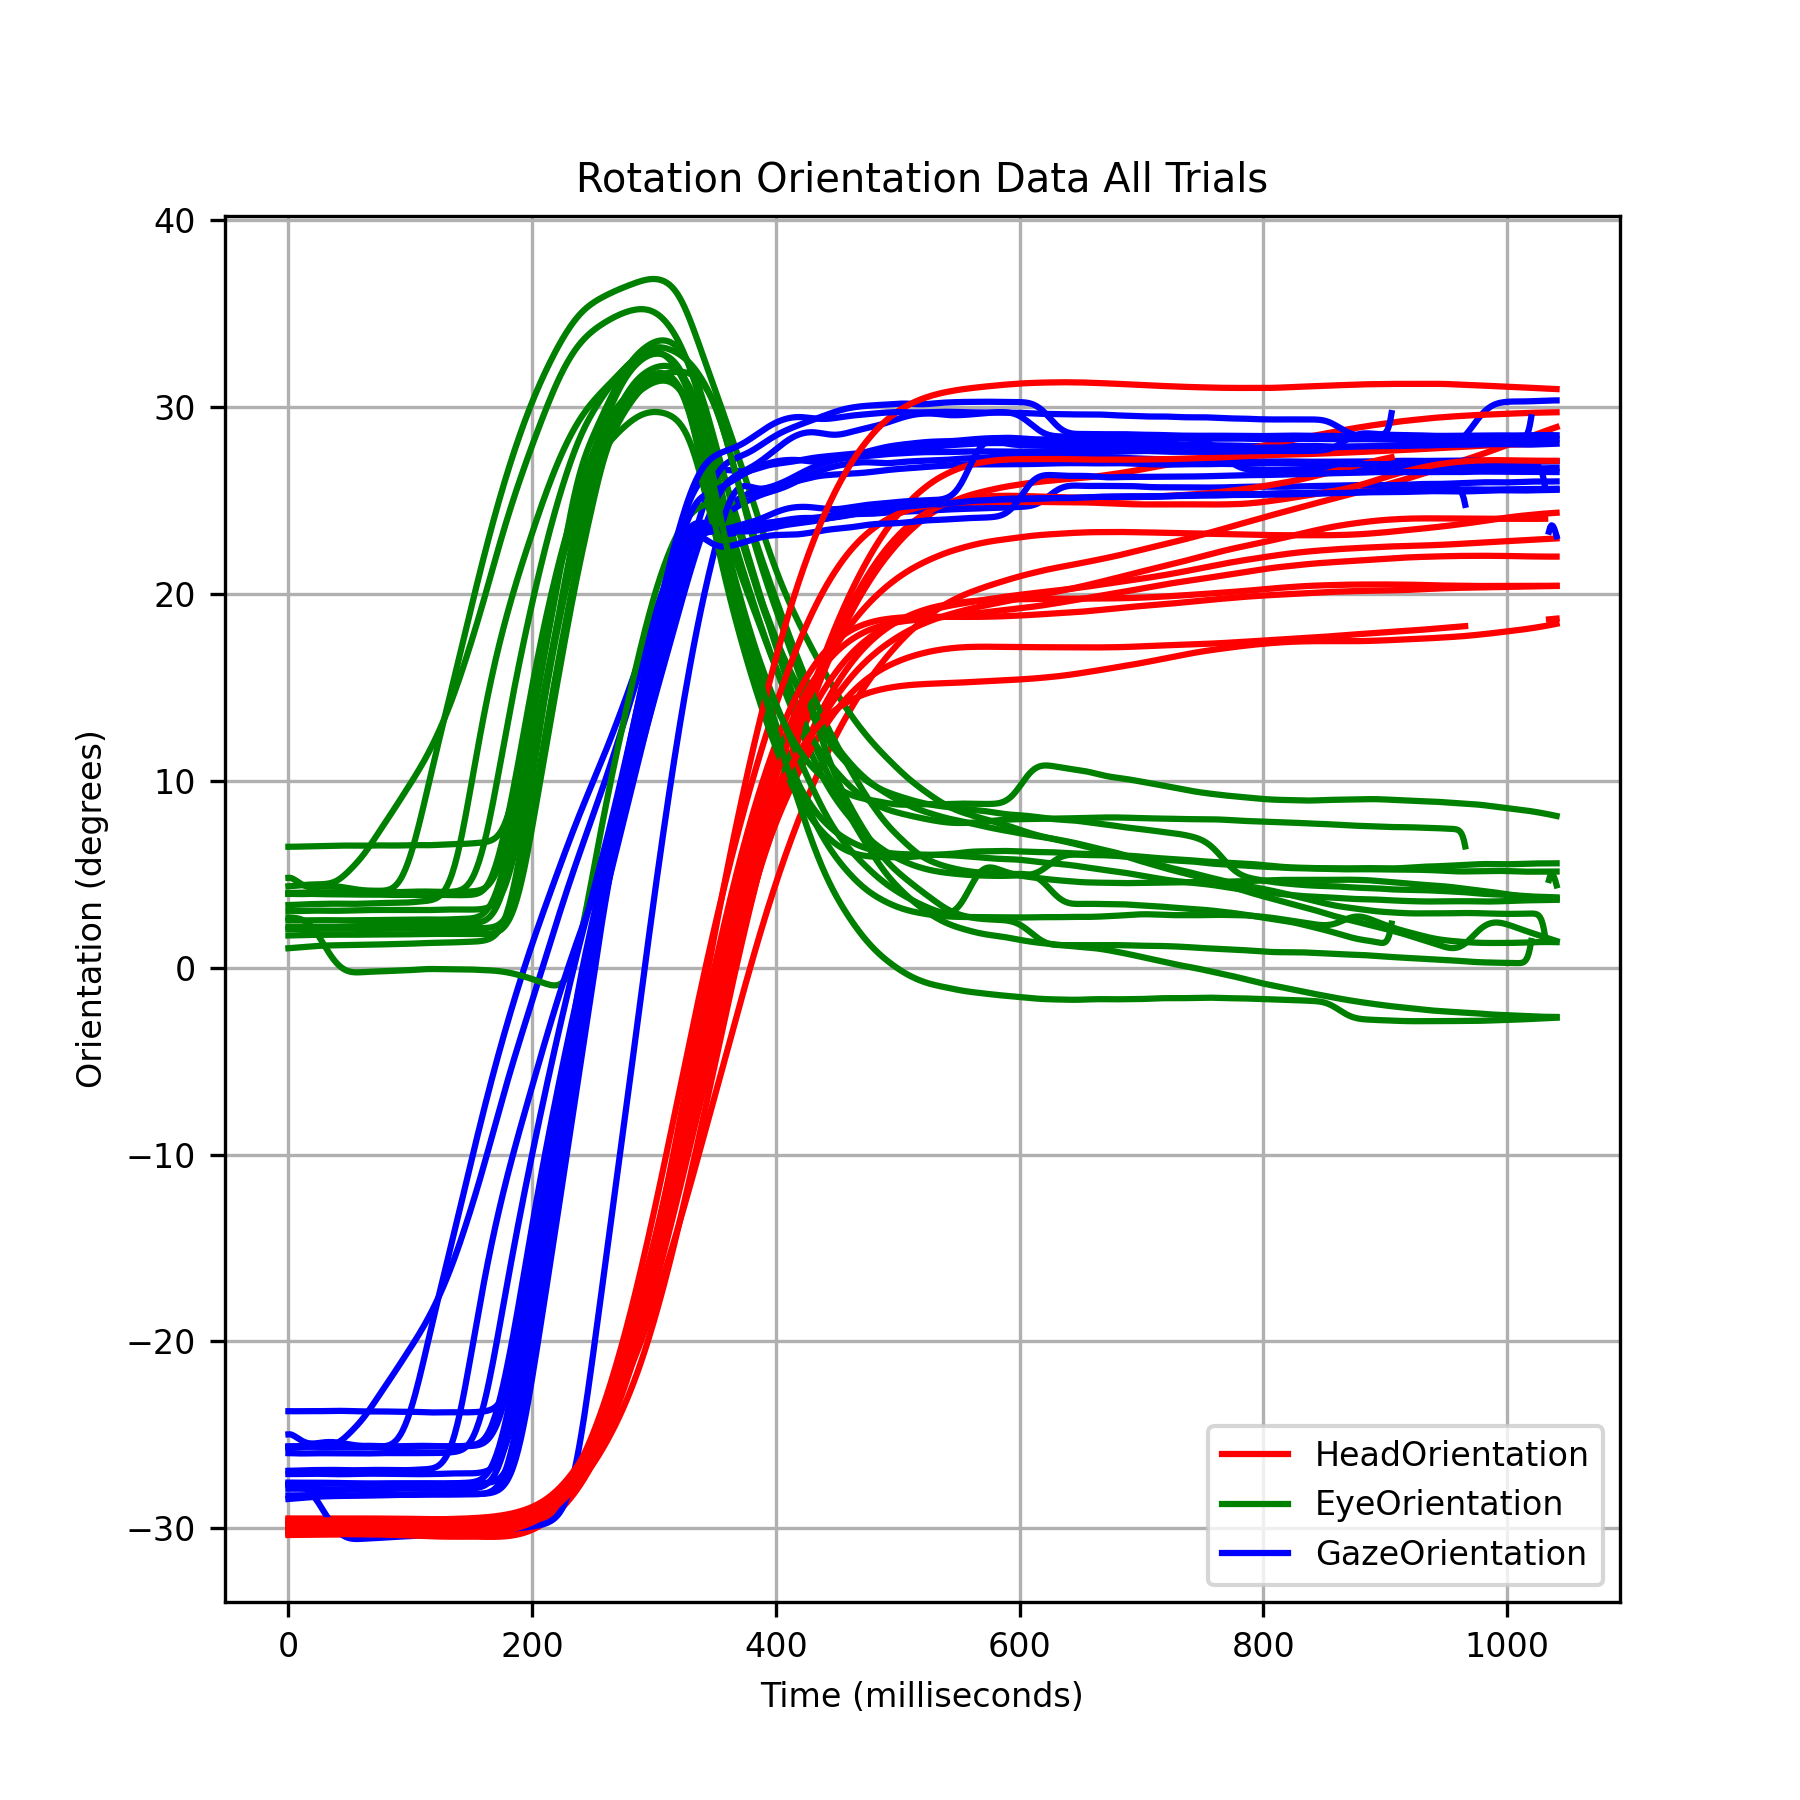 Rotation Orientation Data All Trials
40
30
20
10
0
−10
−20
−30
Orientation (degrees)
0 200 400 600 800 1000
Time (milliseconds)
HeadOrientation
EyeOrientation
GazeOrientation